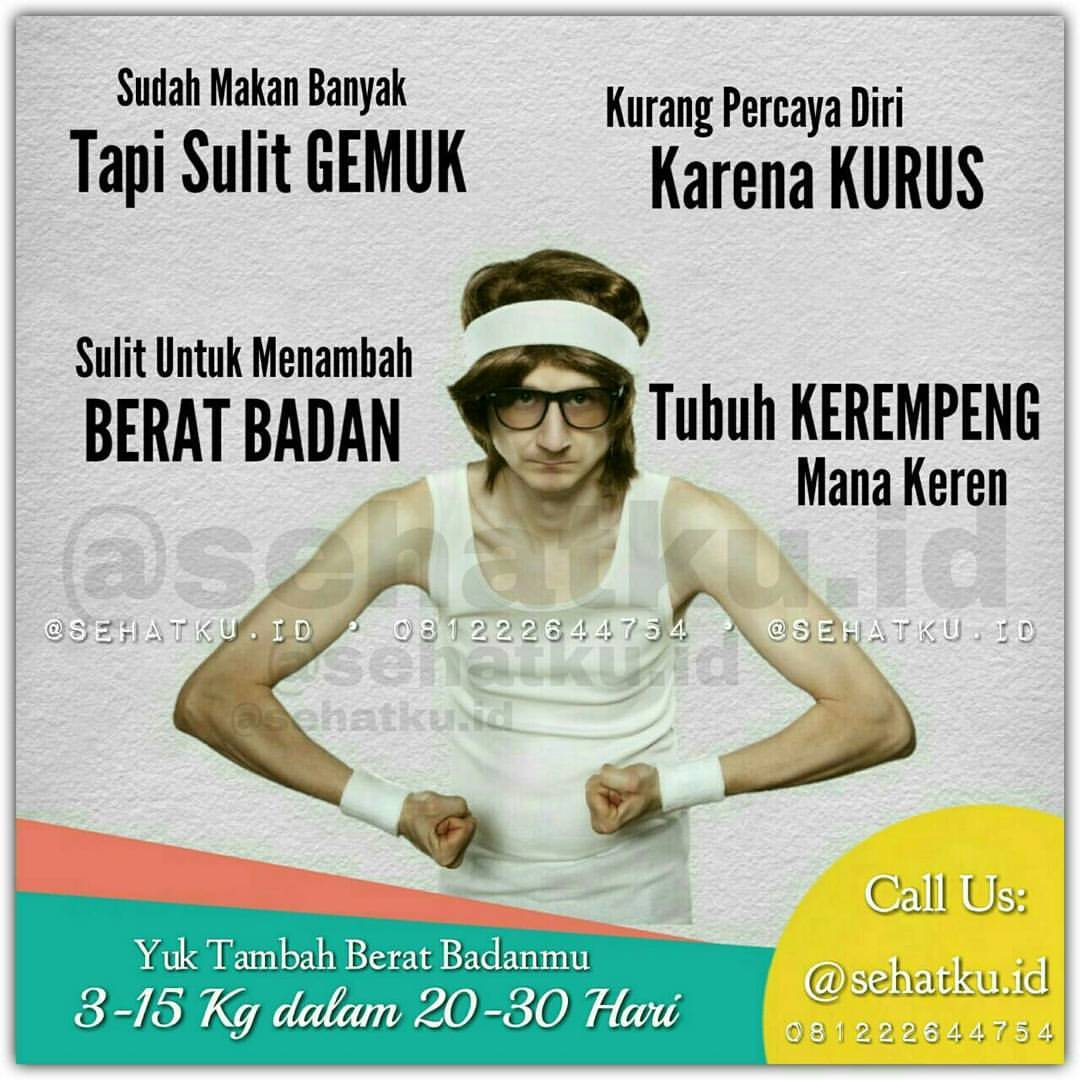 Sudah Makan Banyak
Tapi Sulit GEMUK
Kurang Percaya Diri
Karena KURUS
Sulit Untuk Menambah
BERAT BADAN
Tubuh KEREMPENG
Mana Keren
@sehatku.id
@SEHATKU.ID • 081222644754 • @SEHATKU.ID
@sehatku.id
@sehatku.id
Yuk Tambah Berat Badanmu
3-15 Kg dalam 20-30 Hari
Call Us:
@sehatku.id
081222644754